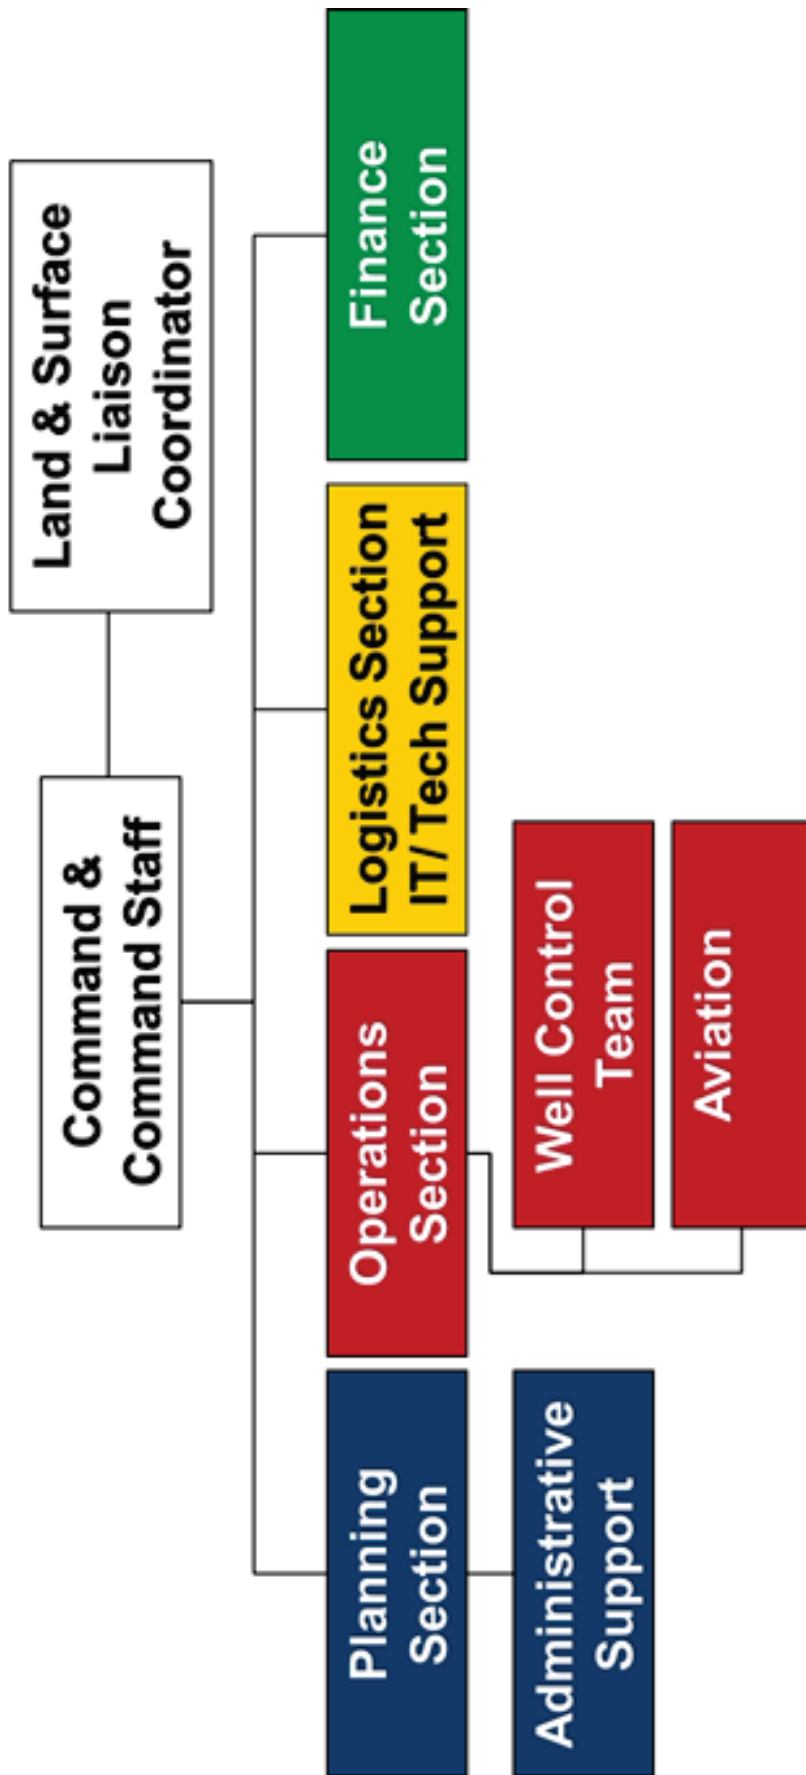 Command &
Command Staff
Land & Surface
Liaison
Coordinator
Planning
Section
Operations
Section
Logistics Section
IT/ Tech Support
Finance
Section
Administrative
Support
Well Control
Team
Aviation